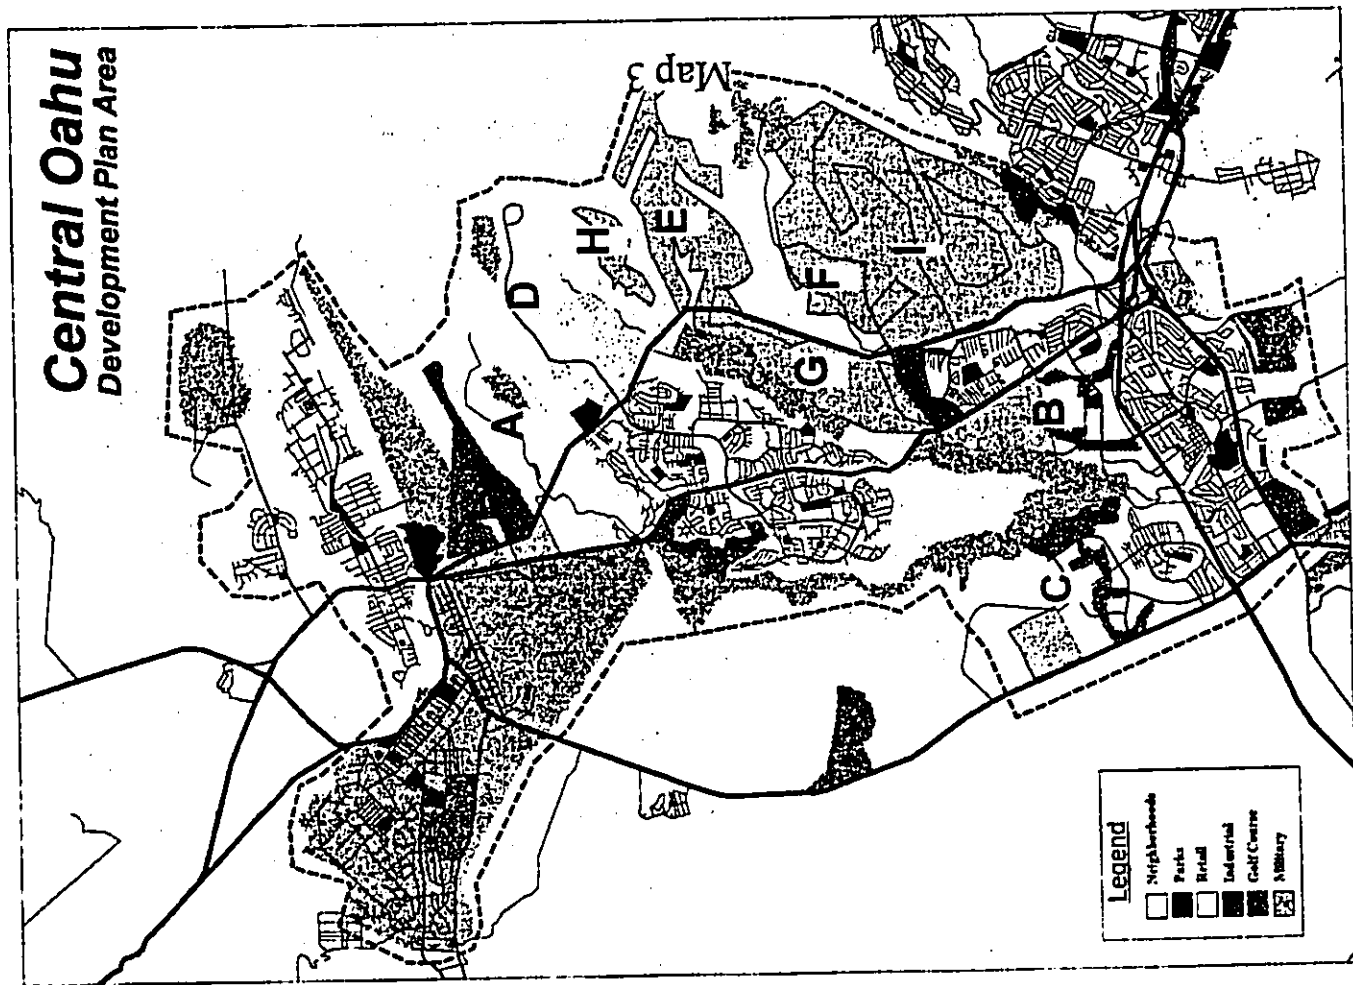 Central Oahu
Development Plan Area
Map 3
A
D
H
E
F
I
G
B
C
Legend
Neighborhoods
Parks
Retail
Industrial
Golf Course
Military